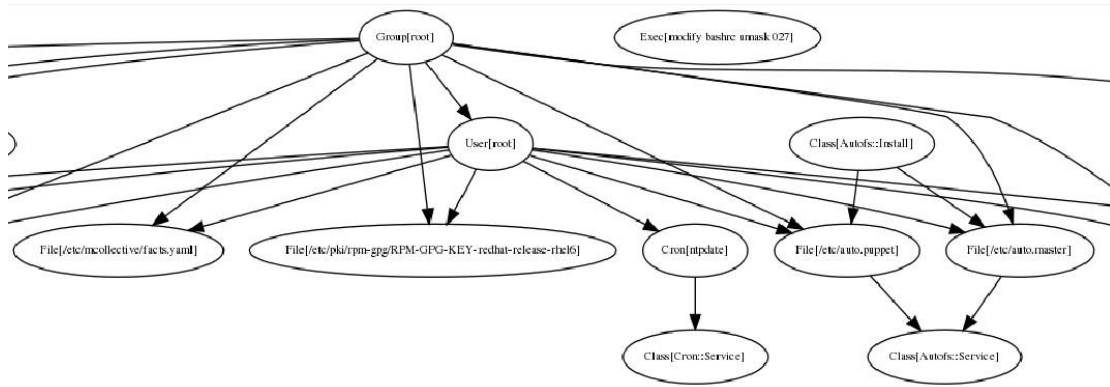 Group[root]
Exec[modify bashrc umask 027]
User[root]
Class[Autofs::Install]
File[/etc/mcollective/facts.yaml]
File[/etc/pki/rpm-gpg/RPM-GPG-KEY-redhat-release-rhel6]
Cron[ntpdate]
File[/etc/auto.puppet]
File[/etc/auto.master]
Class[Cron::Service]
Class[Autofs::Service]